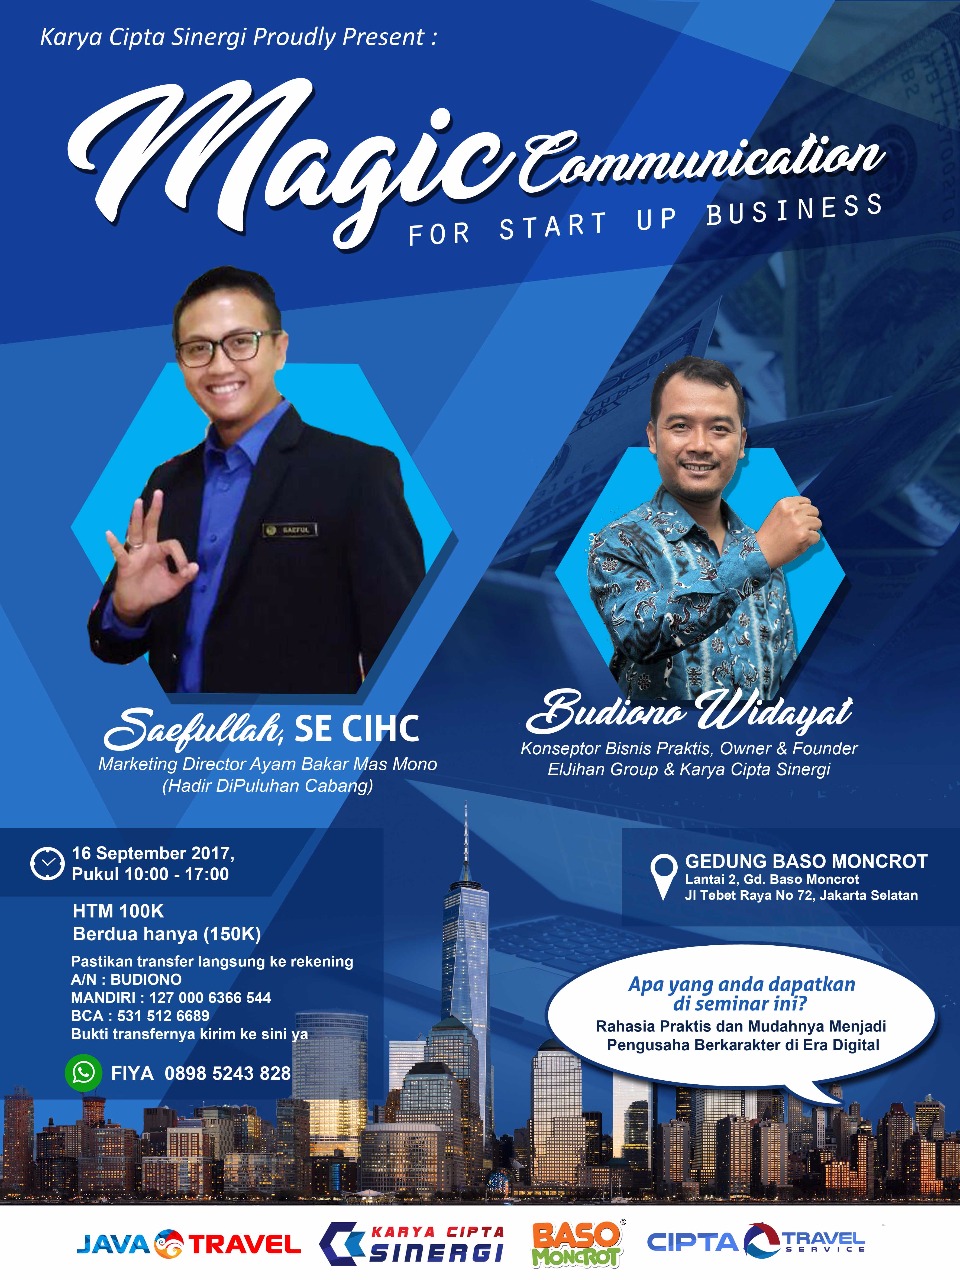 Karya Cipta Sinergi Proudly Present :
Magic Communication
FOR START UP BUSINESS
SAEFUL
Saefullah, SE CIHC
Marketing Director Ayam Bakar Mas Mono
(Hadir DiPuluhan Cabang)
Budiono Widayat
Konseptor Bisnis Praktis, Owner & Founder
ElJihan Group & Karya Cipta Sinergi
16 September 2017,
Pukul 10:00 - 17:00
GEDUNG BASO MONCROT
Lantai 2, Gd. Baso Moncrot
Jl Tebet Raya No 72, Jakarta Selatan
HTM 100K
Berdua hanya (150K)
Pastikan transfer langsung ke rekening
A/N : BUDIONO
MANDIRI : 127 000 6366 544
BCA : 531 512 6689
Bukti transfernya kirim ke sini ya
FIYA 0898 5243 828
Apa yang anda dapatkan
di seminar ini?
Rahasia Praktis dan Mudahnya Menjadi
Pengusaha Berkarakter di Era Digital
JAVA TRAVEL
KARYA CIPTA
SINERGI
BASO
MONCROT
CIPTA TRAVEL
SERVICE